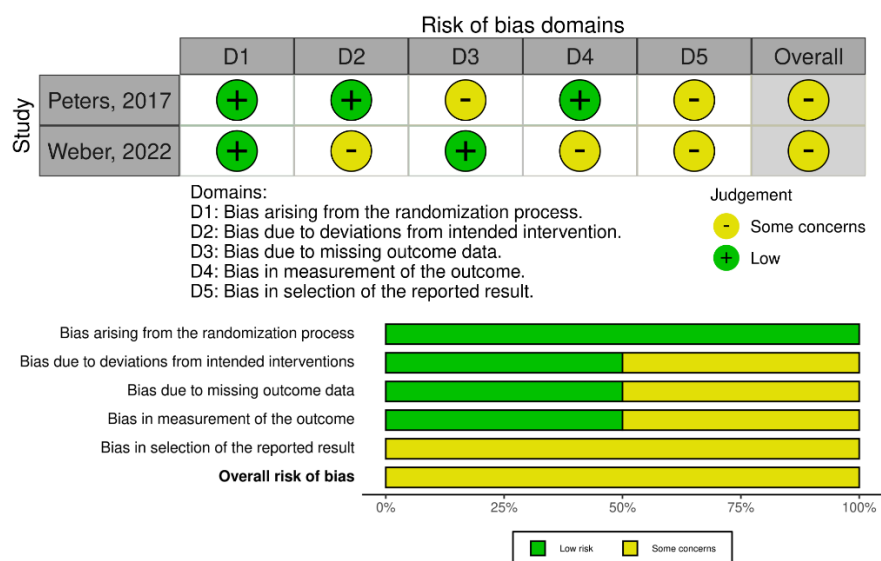 Risk of bias domains
D1 D2 D3 D4 D5 Overall
Study
Peters, 2017 + + - + - -
Weber, 2022 + - + - - -
Domains:
D1: Bias arising from the randomization process.
D2: Bias due to deviations from intended intervention.
D3: Bias due to missing outcome data.
D4: Bias in measurement of the outcome.
D5: Bias in selection of the reported result.
Judgement
- Some concerns
+ Low
Bias arising from the randomization process
Bias due to deviations from intended interventions
Bias due to missing outcome data
Bias in measurement of the outcome
Bias in selection of the reported result
Overall risk of bias
0% 25% 50% 75% 100%
Low risk Some concerns